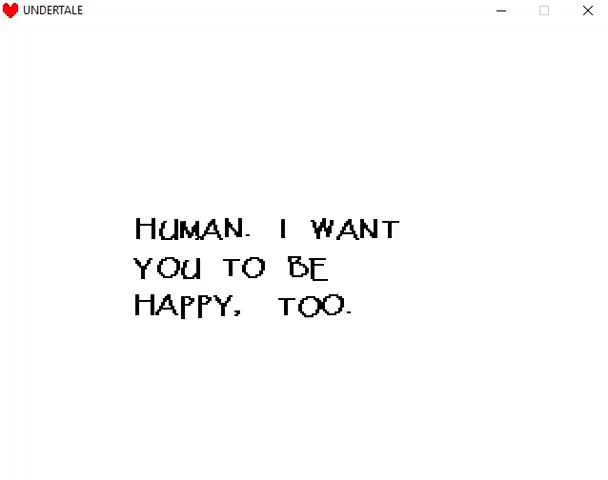 UNDERTALE
HUMAN. I WANT
YOU TO BE
HAPPY, TOO.